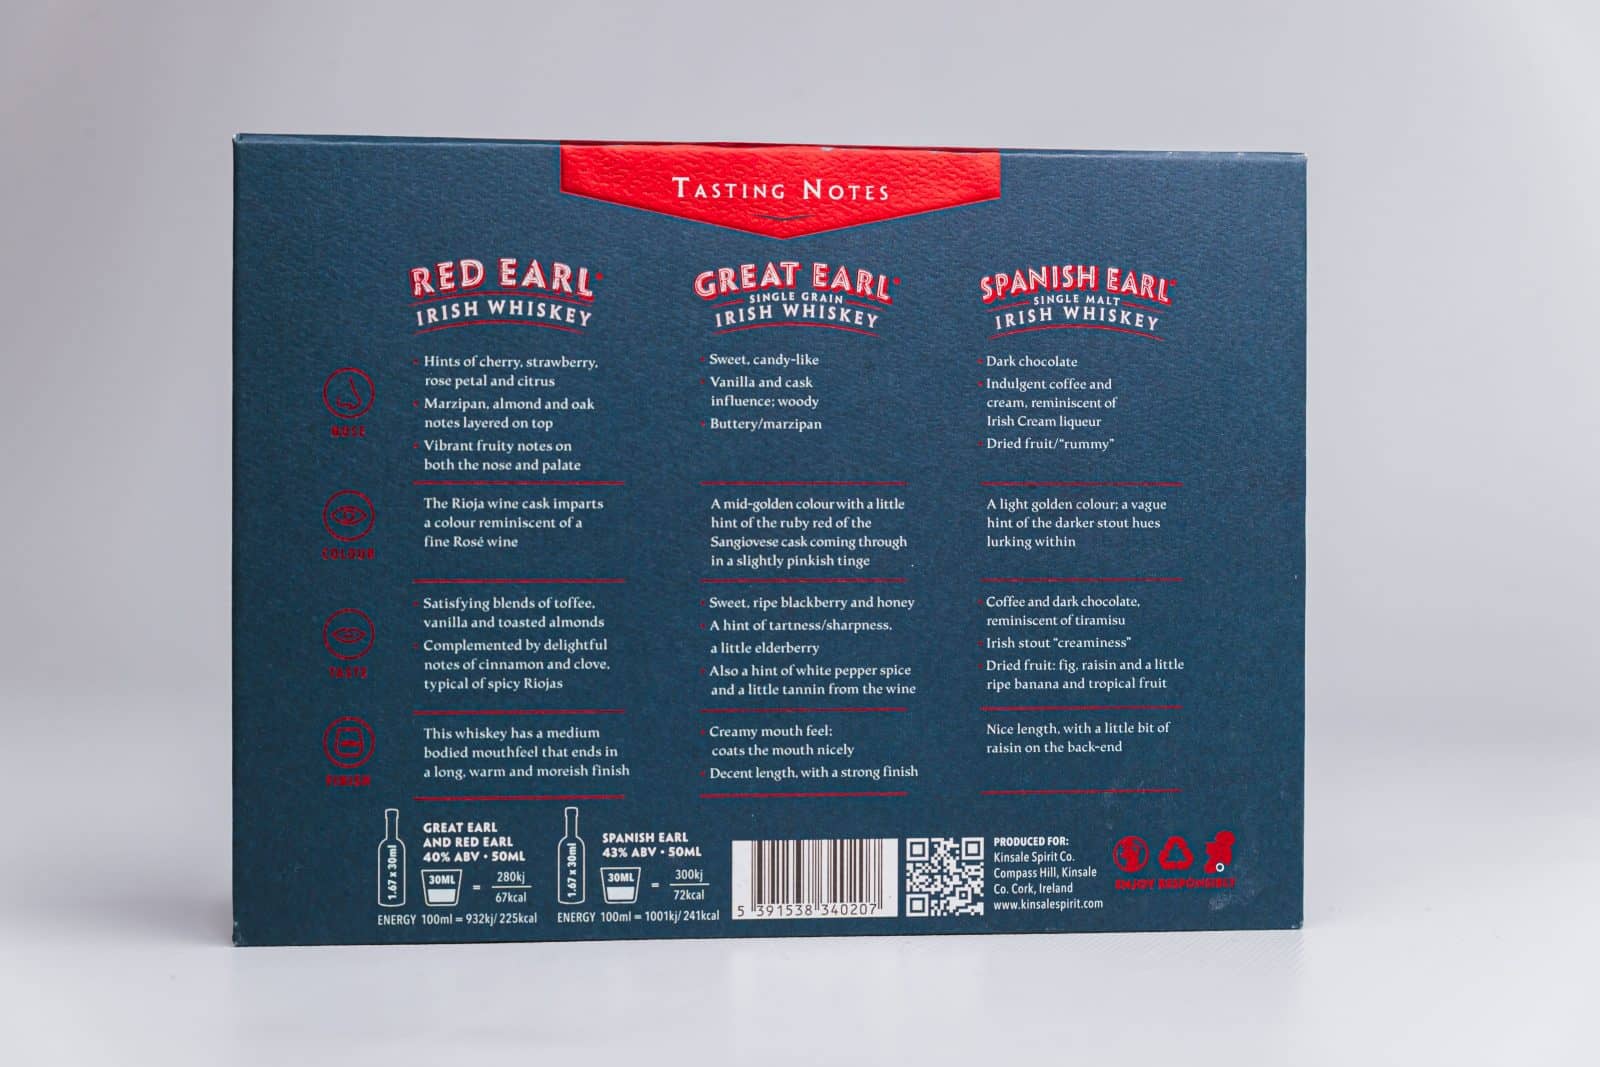 TASTING NOTES
RED EARL
IRISH WHISKEY
Hints of cherry, strawberry,
rose petal and citrus
Marzipan, almond and oak
notes layered on top
Vibrant fruity notes on
both the nose and palate
The Rioja wine cask imparts
a colour reminiscent of a
fine Rosé wine
Satisfying blends of toffee,
vanilla and toasted almonds
Complemented by delightful
notes of cinnamon and clove,
typical of spicy Riojas
This whiskey has a medium
bodied mouthfeel that ends in
a long, warm and moreish finish
GREAT EARL
SINGLE GRAIN
IRISH WHISKEY
Sweet, candy-like
Vanilla and cask
influence; woody
Buttery/marzipan
A mid-golden colour with a little
hint of the ruby red of the
Sangiovese cask coming through
in a slightly pinkish tinge
Sweet, ripe blackberry and honey
A hint of tartness/sharpness,
a little elderberry
Also a hint of white pepper spice
and a little tannin from the wine
Creamy mouth feel;
coats the mouth nicely
Decent length, with a strong finish
SPANISH EARL
SINGLE MALT
IRISH WHISKEY
Dark chocolate
Indulgent coffee and
cream, reminiscent of
Irish Cream liqueur
Dried fruit/“rummy”
A light golden colour; a vague
hint of the darker stout hues
lurking within
Coffee and dark chocolate,
reminiscent of tiramisu
Irish stout “creaminess”
Dried fruit: fig, raisin and a little
ripe banana and tropical fruit
Nice length, with a little bit of
raisin on the back-end
NOSE
COLOUR
TASTE
FINISH
1.67 x 30ml
GREAT EARL
AND RED EARL
40% ABV • 50ML
30ML = 280kj
67kcal
ENERGY 100ml = 932kj/ 225kcal
1.67 x 30ml
SPANISH EARL
43% ABV • 50ML
30ML = 300kj
72kcal
ENERGY 100ml = 1001kj/ 241kcal
5 391538 340207
PRODUCED FOR:
Kinsale Spirit Co.
Compass Hill, Kinsale
Co. Cork, Ireland
www.kinsalespirit.com
ENJOY RESPONSIBLY